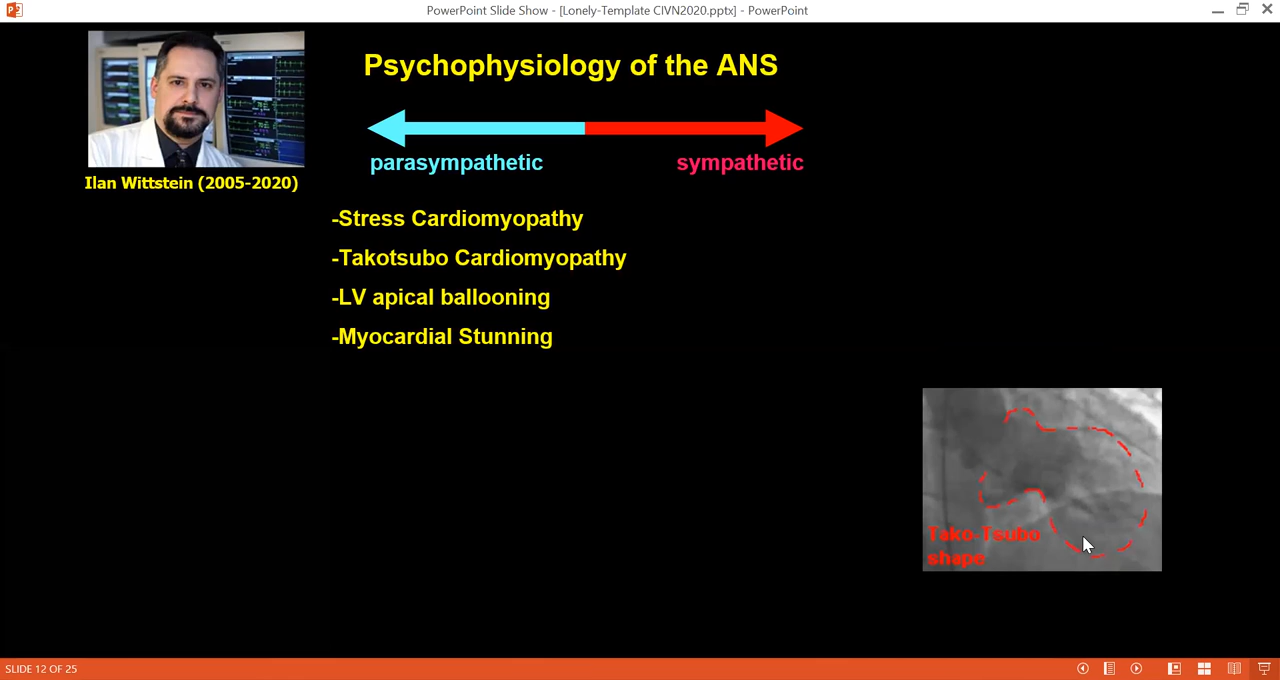 PowerPoint Slide Show - [Lonely-Template CIVN2020.pptx] - PowerPoint
Psychophysiology of the ANS
parasympathetic
sympathetic
Ilan Wittstein (2005-2020)
-Stress Cardiomyopathy
-Takotsubo Cardiomyopathy
-LV apical ballooning
-Myocardial Stunning
Tako-Tsubo
shape
SLIDE 12 OF 25